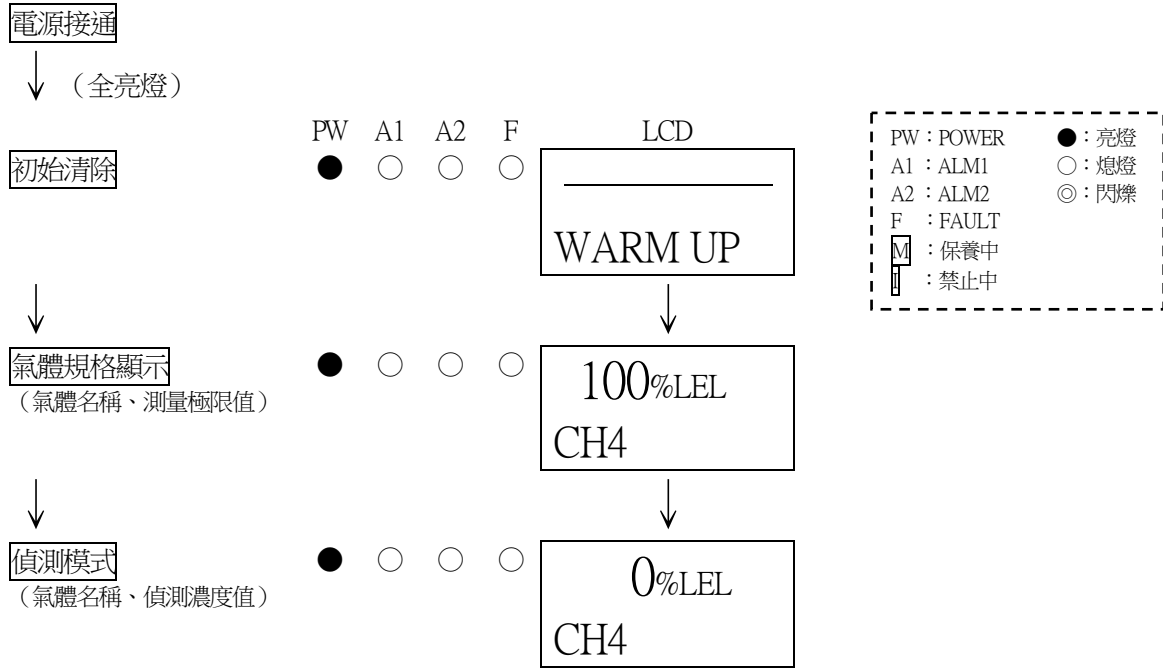 電源接通
（全亮燈）
PW A1 A2 F LCD
初始清除 ● ○ ○ ○
WARM UP
PW：POWER ●：亮燈
A1：ALM1 ○：熄燈
A2：ALM2 ◎：閃爍
F：FAULT
M：保養中
I：禁止中
氣體規格顯示 ● ○ ○ ○ 100%LEL
（氣體名稱、測量極限值）
CH4
偵測模式 ● ○ ○ ○ 0%LEL
（氣體名稱、偵測濃度值）
CH4